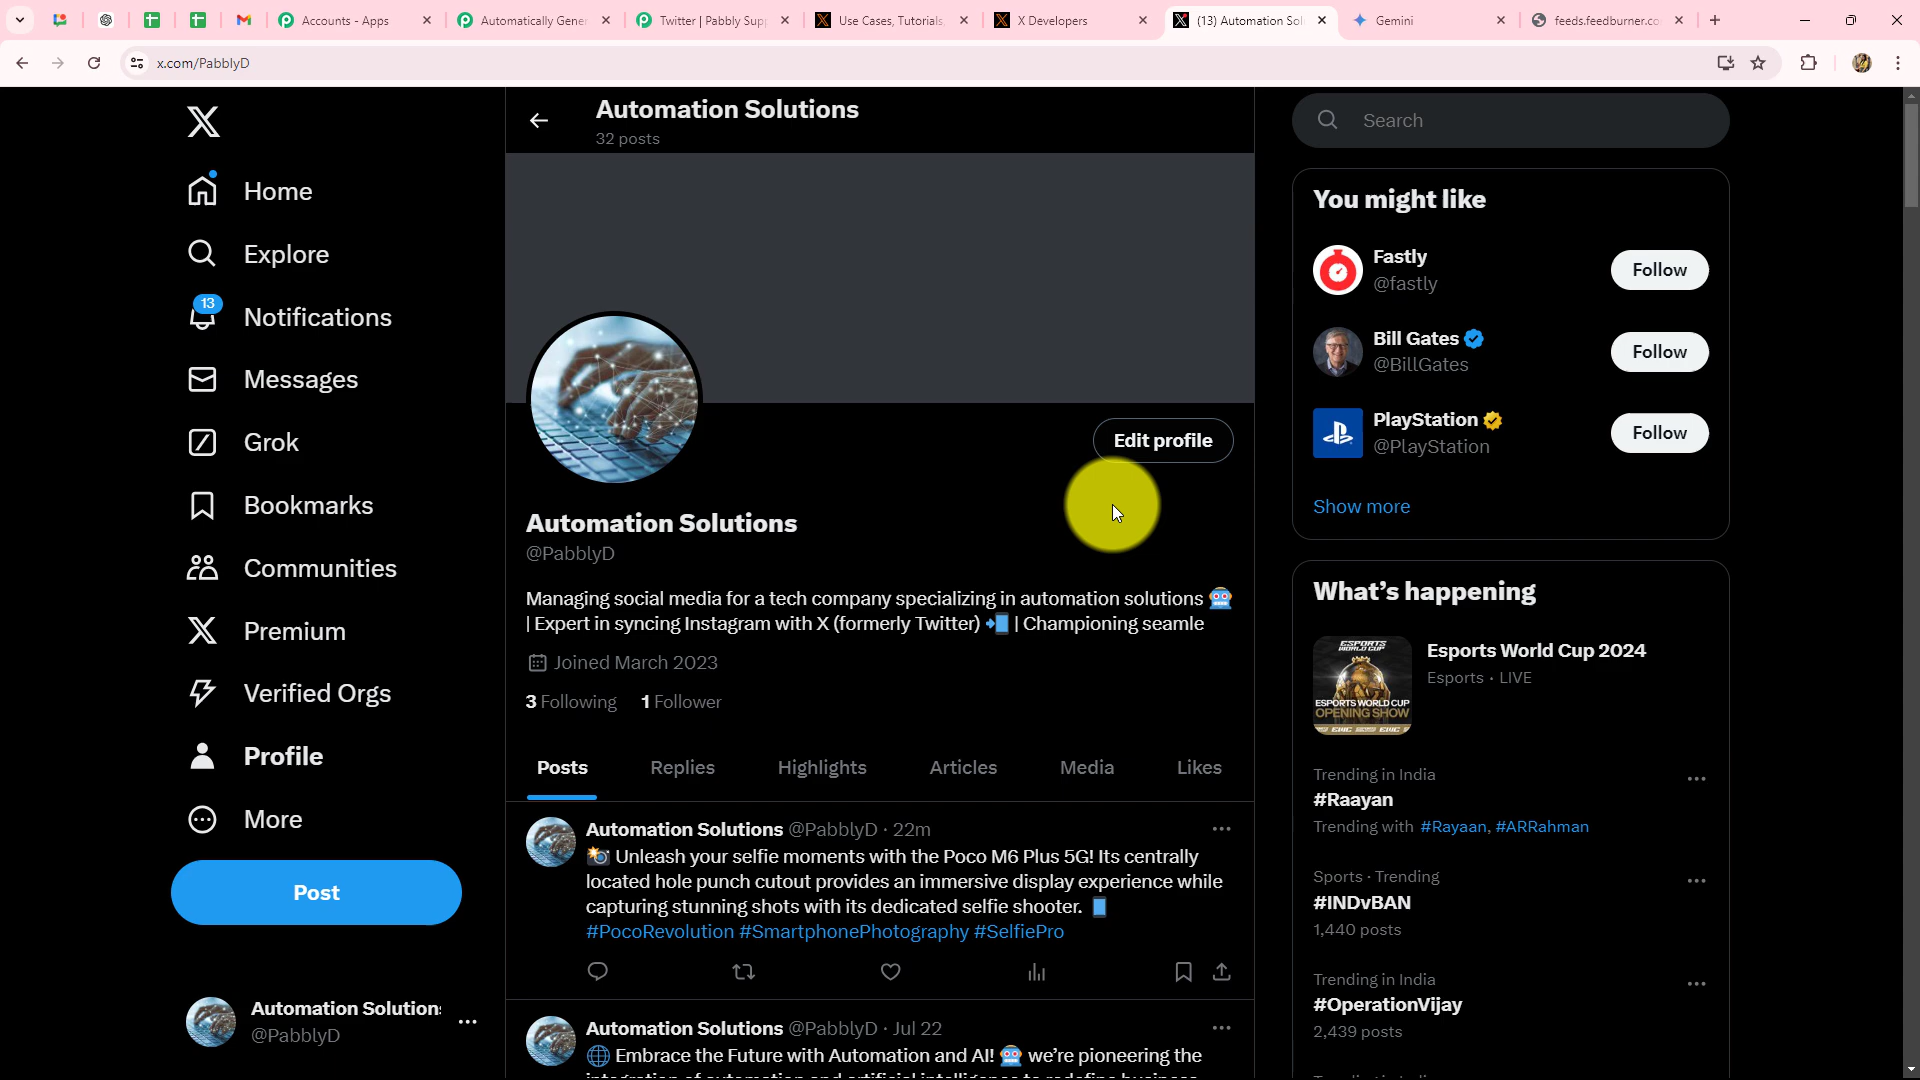 Accounts - Apps
Automatically Gener
Twitter | Pabbly Supp
Use Cases, Tutorials,
X Developers
(13) Automation Sol
Gemini
feeds.feedburner.co
x.com/PabblyD
Home
Explore
13
Notifications
Messages
Grok
Bookmarks
Communities
Premium
Verified Orgs
Profile
More
Post
Automation Solution
@PabblyD
Automation Solutions
32 posts
Edit profile
Automation Solutions
@PabblyD
Managing social media for a tech company specializing in automation solutions 🤖
| Expert in syncing Instagram with X (formerly Twitter) 📲 | Championing seamle
Joined March 2023
3 Following 1 Follower
Posts Replies Highlights Articles Media Likes
Automation Solutions @PabblyD · 22m
📸 Unleash your selfie moments with the Poco M6 Plus 5G! Its centrally
located hole punch cutout provides an immersive display experience while
capturing stunning shots with its dedicated selfie shooter. 📱
#PocoRevolution #SmartphonePhotography #SelfiePro
Automation Solutions @PabblyD · Jul 22
🌐 Embrace the Future with Automation and AI! 🤖 we're pioneering the
Search
You might like
Fastly
@fastly
Follow
Bill Gates
@BillGates
Follow
PlayStation
@PlayStation
Follow
Show more
What's happening
ESPORTS
WORLD CUP
ESPORTS WORLD CUP
OPENING SHOW
Esports World Cup 2024
Esports · LIVE
Trending in India
#Raayan
Trending with #Rayaan, #ARRahman
Sports · Trending
#INDvBAN
1,440 posts
Trending in India
#OperationVijay
2,439 posts